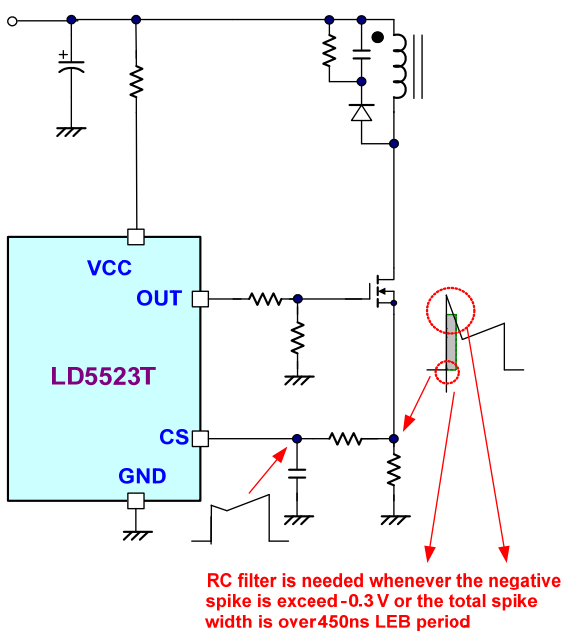 VCC
OUT
LD5523T
CS
GND
+
RC filter is needed whenever the negative
spike is exceed-0.3V or the total spike
width is over450ns LEB period